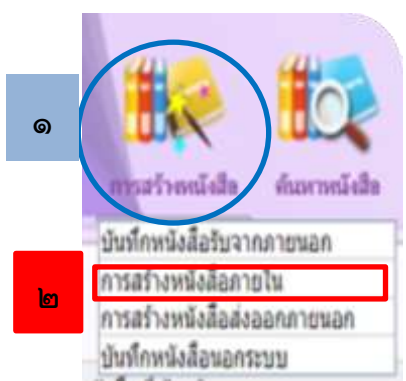 ๑
การสร้างหนังสือ ค้นหาหนังสือ
บันทึกหนังสือรับจากภายนอก
๒
การสร้างหนังสือภายใน
การสร้างหนังสือส่งออกภายนอก
บันทึกหนังสือนอกระบบ